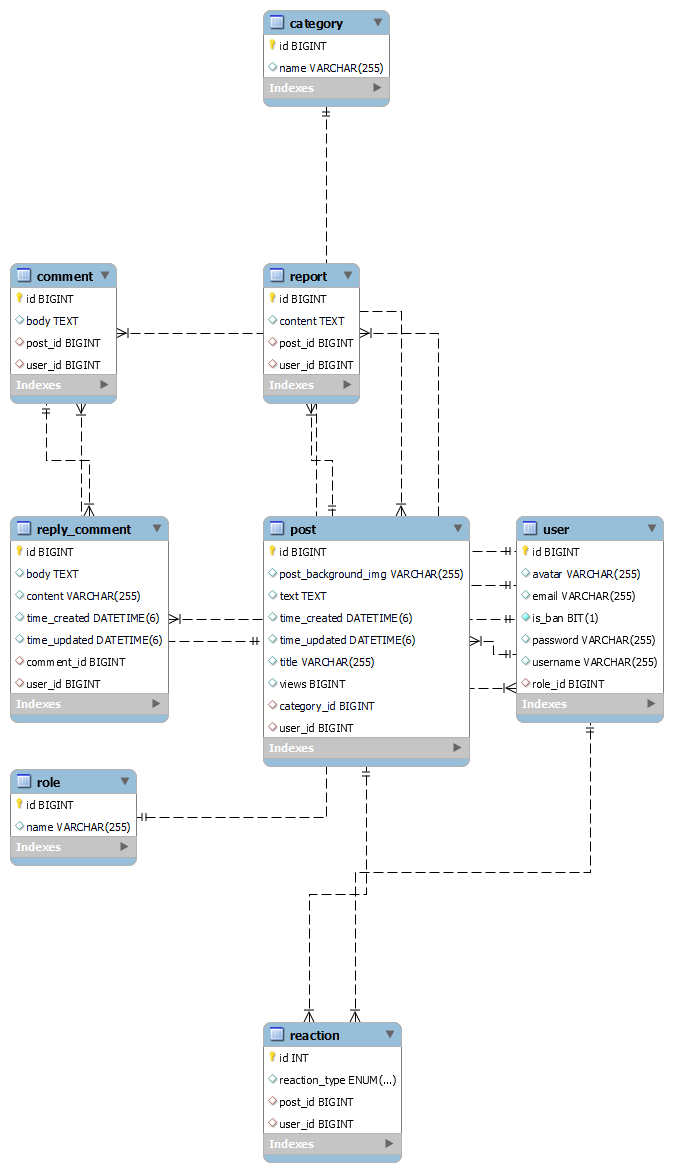 category
id BIGINT
name VARCHAR(255)
Indexes
comment
id BIGINT
body TEXT
post_id BIGINT
user_id BIGINT
Indexes
report
id BIGINT
content TEXT
post_id BIGINT
user_id BIGINT
Indexes
reply_comment
id BIGINT
body TEXT
content VARCHAR(255)
time_created DATETIME(6)
time_updated DATETIME(6)
comment_id BIGINT
user_id BIGINT
Indexes
post
id BIGINT
post_background_img VARCHAR(255)
text TEXT
time_created DATETIME(6)
time_updated DATETIME(6)
title VARCHAR(255)
views BIGINT
category_id BIGINT
user_id BIGINT
Indexes
user
id BIGINT
avatar VARCHAR(255)
email VARCHAR(255)
is_ban BIT(1)
password VARCHAR(255)
username VARCHAR(255)
role_id BIGINT
Indexes
role
id BIGINT
name VARCHAR(255)
Indexes
reaction
id INT
reaction_type ENUM(...)
post_id BIGINT
user_id BIGINT
Indexes